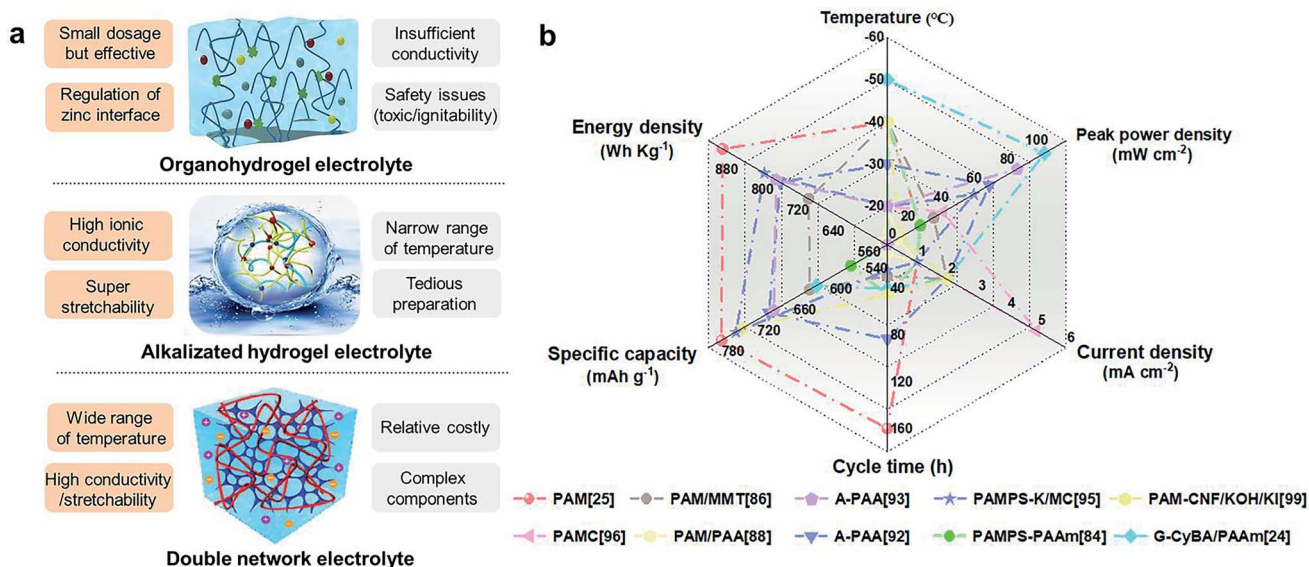 a
Small dosage
but effective
Insufficient
conductivity
Regulation of
zinc interface
Safety issues
(toxic/ignitability)
Organohydrogel electrolyte
High ionic
conductivity
Narrow range
of temperature
Super
stretchability
Tedious
preparation
Alkalizated hydrogel electrolyte
Wide range
of temperature
Relative costly
High conductivity
/stretchability
Complex
components
Double network electrolyte
b
Temperature (℃)
-60
-50
-40
-30
-20
Peak power density
(mW cm-2)
100
80
60
40
20
0
Current density
(mA cm-2)
1
2
3
4
5
6
Cycle time (h)
40
80
120
160
Specific capacity
(mAh g-1)
540
600
660
720
780
Energy density
(Wh Kg-1)
880
800
720
640
560
PAM[25]
PAM/MMT[86]
A-PAA[93]
PAMPS-K/MC[95]
PAM-CNF/KOH/KI[99]
PAMC[96]
PAM/PAA[88]
A-PAA[92]
PAMPS-PAAm[84]
G-CyBA/PAAm[24]